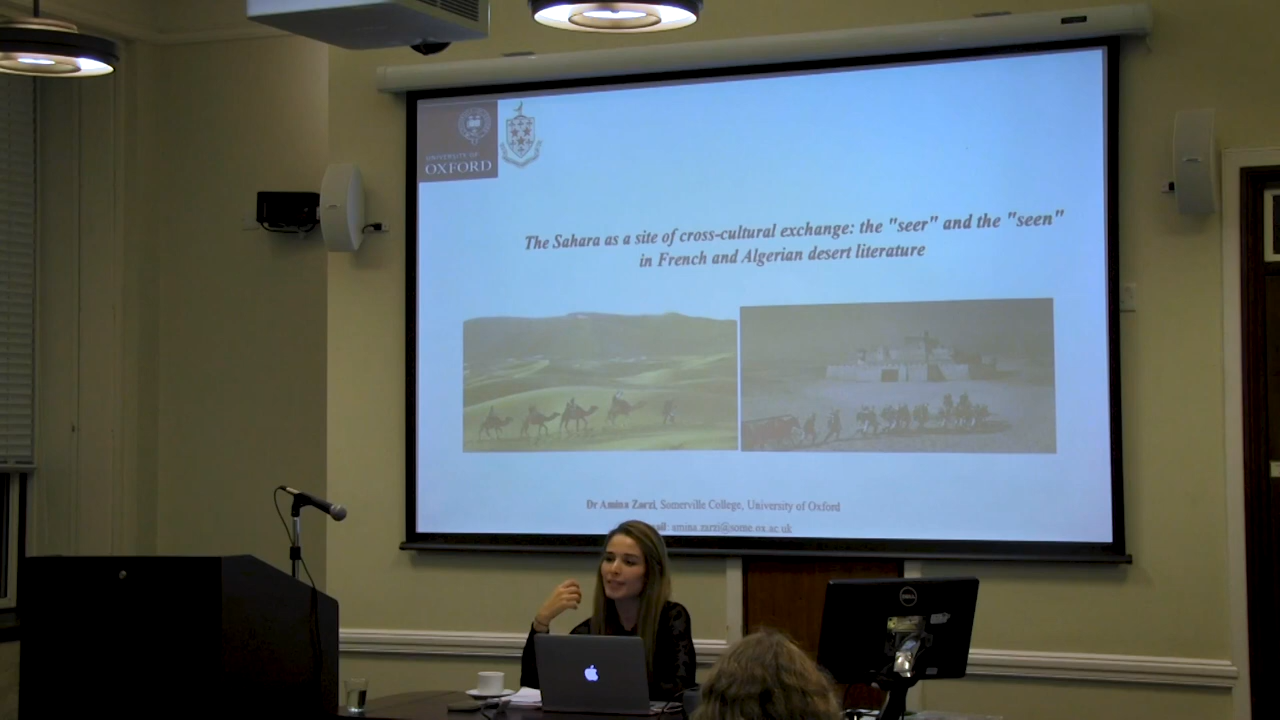 UNIVERSITY OF
OXFORD
The Sahara as a site of cross-cultural exchange: the "seer" and the "seen"
in French and Algerian desert literature
Dr Amina Zarzi, Somerville College, University of Oxford
amina.zarzi@some.ox.ac.uk
DELL